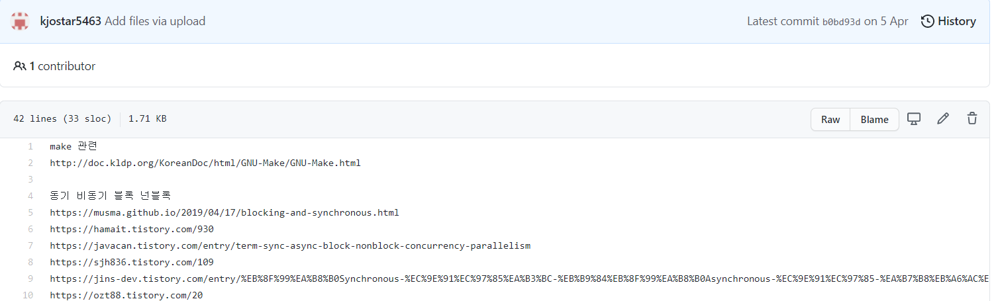 kjostar5463 Add files via upload
Latest commit b0bd93d on 5 Apr History
1 contributor
42 lines (33 sloc) 1.71 KB
Raw Blame
1 make 관련
2 http://doc.kldp.org/KoreanDoc/html/GNU-Make/GNU-Make.html
3
4 동기 비동기 블록 넌블록
5 https://musma.github.io/2019/04/17/blocking-and-synchronous.html
6 https://hamait.tistory.com/930
7 https://javacan.tistory.com/entry/term-sync-async-block-nonblock-concurrency-parallelism
8 https://sjh836.tistory.com/109
9 https://jins-dev.tistory.com/entry/%EB%8F%99%EA%B8%B0Synchronous-%EC%9E%91%EC%97%85%EA%B3%BC-%EB%B9%84%EB%8F%99%EA%B8%B0Asynchronous-%EC%9E%91%EC%97%85-%EA%B7%B8%EB%A6%AC%E
10 https://ozt88.tistory.com/20